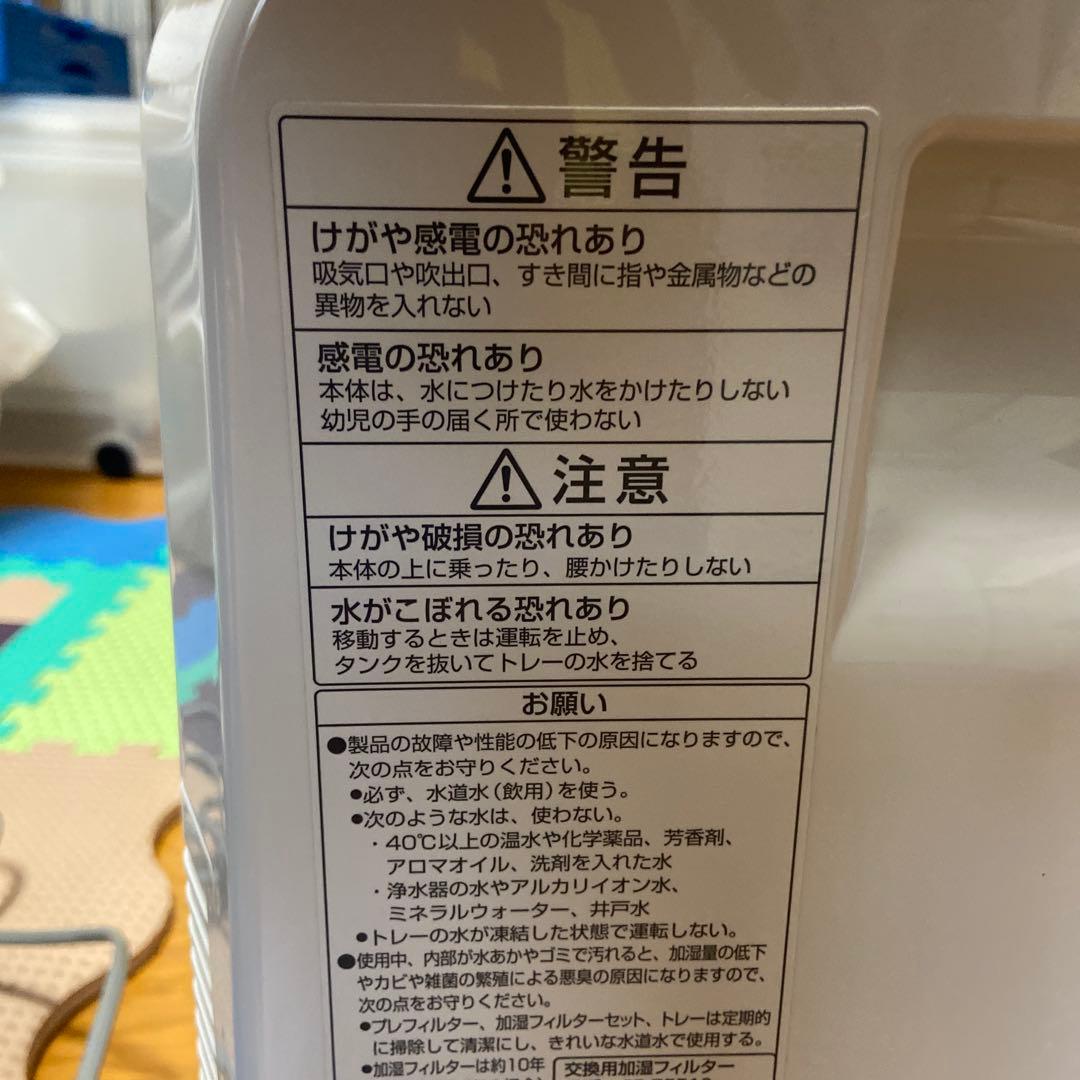 ⚠警告
けがや感電の恐れあり
吸気口や吹出口、すき間に指や金属物などの
異物を入れない
感電の恐れあり
本体は、水につけたり水をかけたりしない
幼児の手の届く所で使わない
⚠注意
けがや破損の恐れあり
本体の上に乗ったり、腰かけたりしない
水がこぼれる恐れあり
移動するときは運転を止め、
タンクを抜いてトレーの水を捨てる
お願い
●製品の故障や性能の低下の原因になりますので、
次の点をお守りください。
●必ず、水道水(飲用)を使う。
●次のような水は、使わない。
・40℃以上の温水や化学薬品、芳香剤、
アロマオイル、洗剤を入れた水
・浄水器の水やアルカリイオン水、
ミネラルウォーター、井戸水
●トレーの水が凍結した状態で運転しない。
●使用中、内部が水あかやゴミで汚れると、加湿量の低下
やカビや雑菌の繁殖による悪臭の原因になりますので、
次の点をお守りください。
●プレフィルター、加湿フィルターセット、トレーは定期的
に掃除して清潔にし、きれいな水道水で使用する。
●加湿フィルターは約10年
交換用加湿フィルター